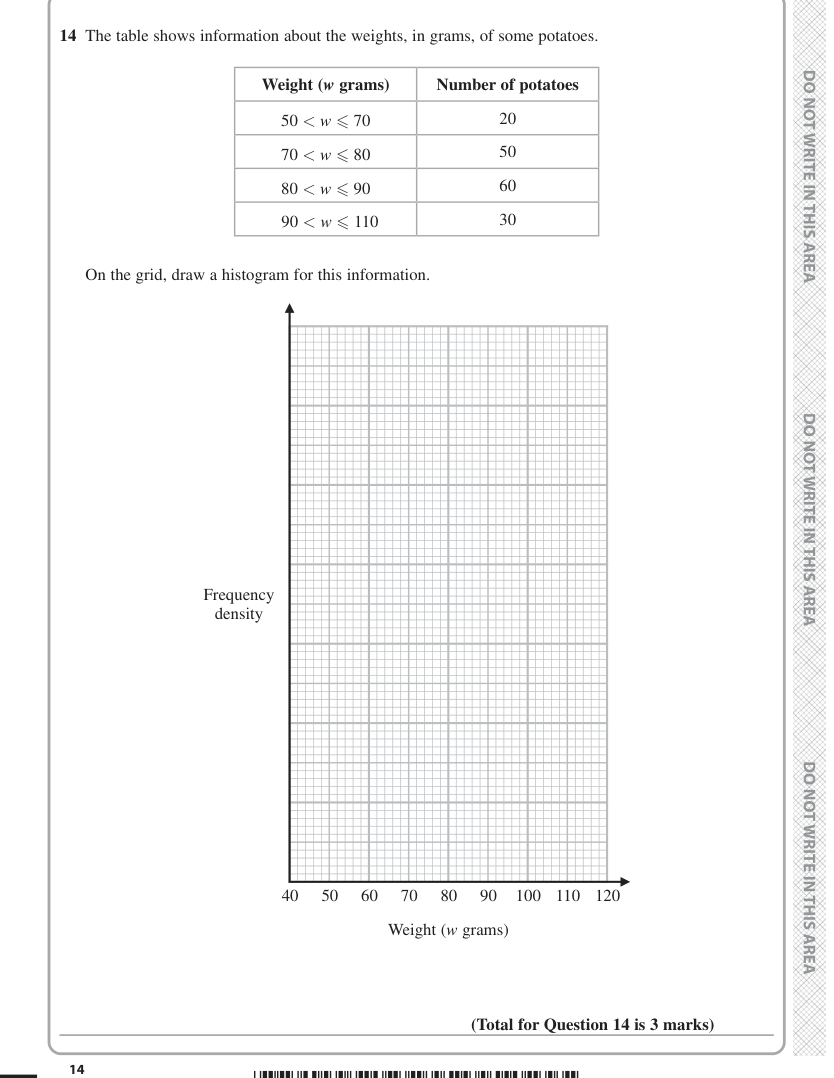 14 The table shows information about the weights, in grams, of some potatoes.
Weight (w grams) Number of potatoes
50 < w ⩽ 70 20
70 < w ⩽ 80 50
80 < w ⩽ 90 60
90 < w ⩽ 110 30
On the grid, draw a histogram for this information.
Frequency
density
40 50 60 70 80 90 100 110 120
Weight (w grams)
(Total for Question 14 is 3 marks)
14
DO NOT WRITE IN THIS AREA
DO NOT WRITE IN THIS AREA
DO NOT WRITE IN THIS AREA